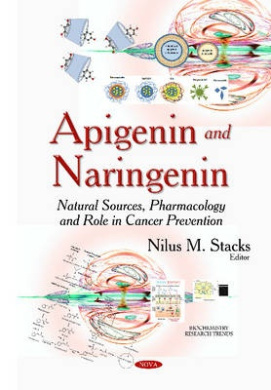 Apigenin and
Naringenin
Natural Sources, Pharmacology
and Role in Cancer Prevention
Nilus M. Stacks
Editor
BIOCHEMISTRY
RESEARCH TRENDS
NOVA